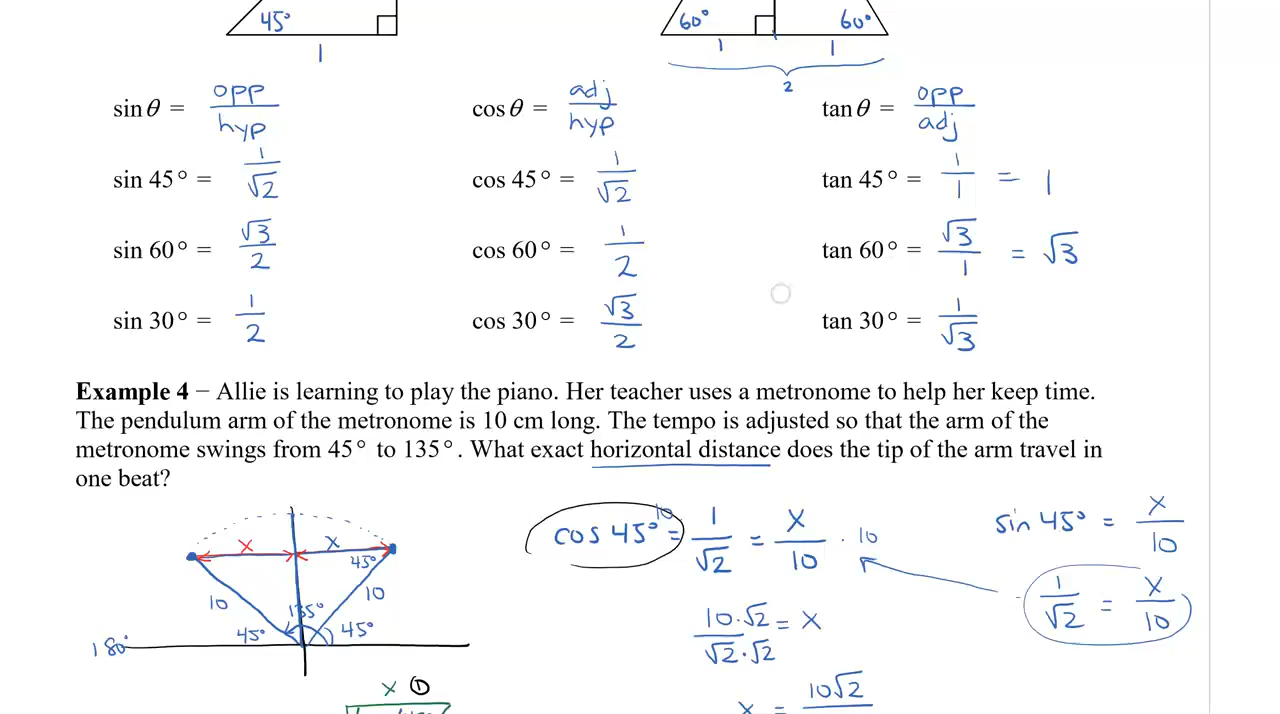 45° 60° 60°
1 1 1
2
sin θ = opp/hyp cos θ = adj/hyp tan θ = opp/adj
sin 45° = 1/√2 cos 45° = 1/√2 tan 45° = 1/1 = 1
sin 60° = √3/2 cos 60° = 1/2 tan 60° = √3/1 = √3
sin 30° = 1/2 cos 30° = √3/2 tan 30° = 1/√3
Example 4 − Allie is learning to play the piano. Her teacher uses a metronome to help her keep time.
The pendulum arm of the metronome is 10 cm long. The tempo is adjusted so that the arm of the
metronome swings from 45° to 135°. What exact horizontal distance does the tip of the arm travel in
one beat?
x x
45°
10 10
135°
45° 45°
180°
x ①
10· cos 45° = 1/√2 = x/10 · 10
10·√2/√2·√2 = x
x = 10√2
sin 45° = x/10
1/√2 = x/10